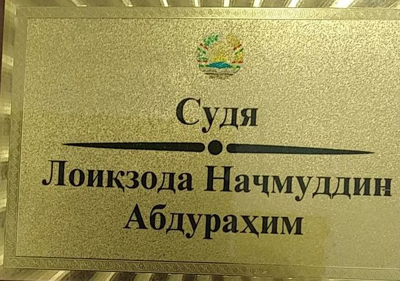 Судя
Лоиқзода Наҷмуддин
Абдураҳим